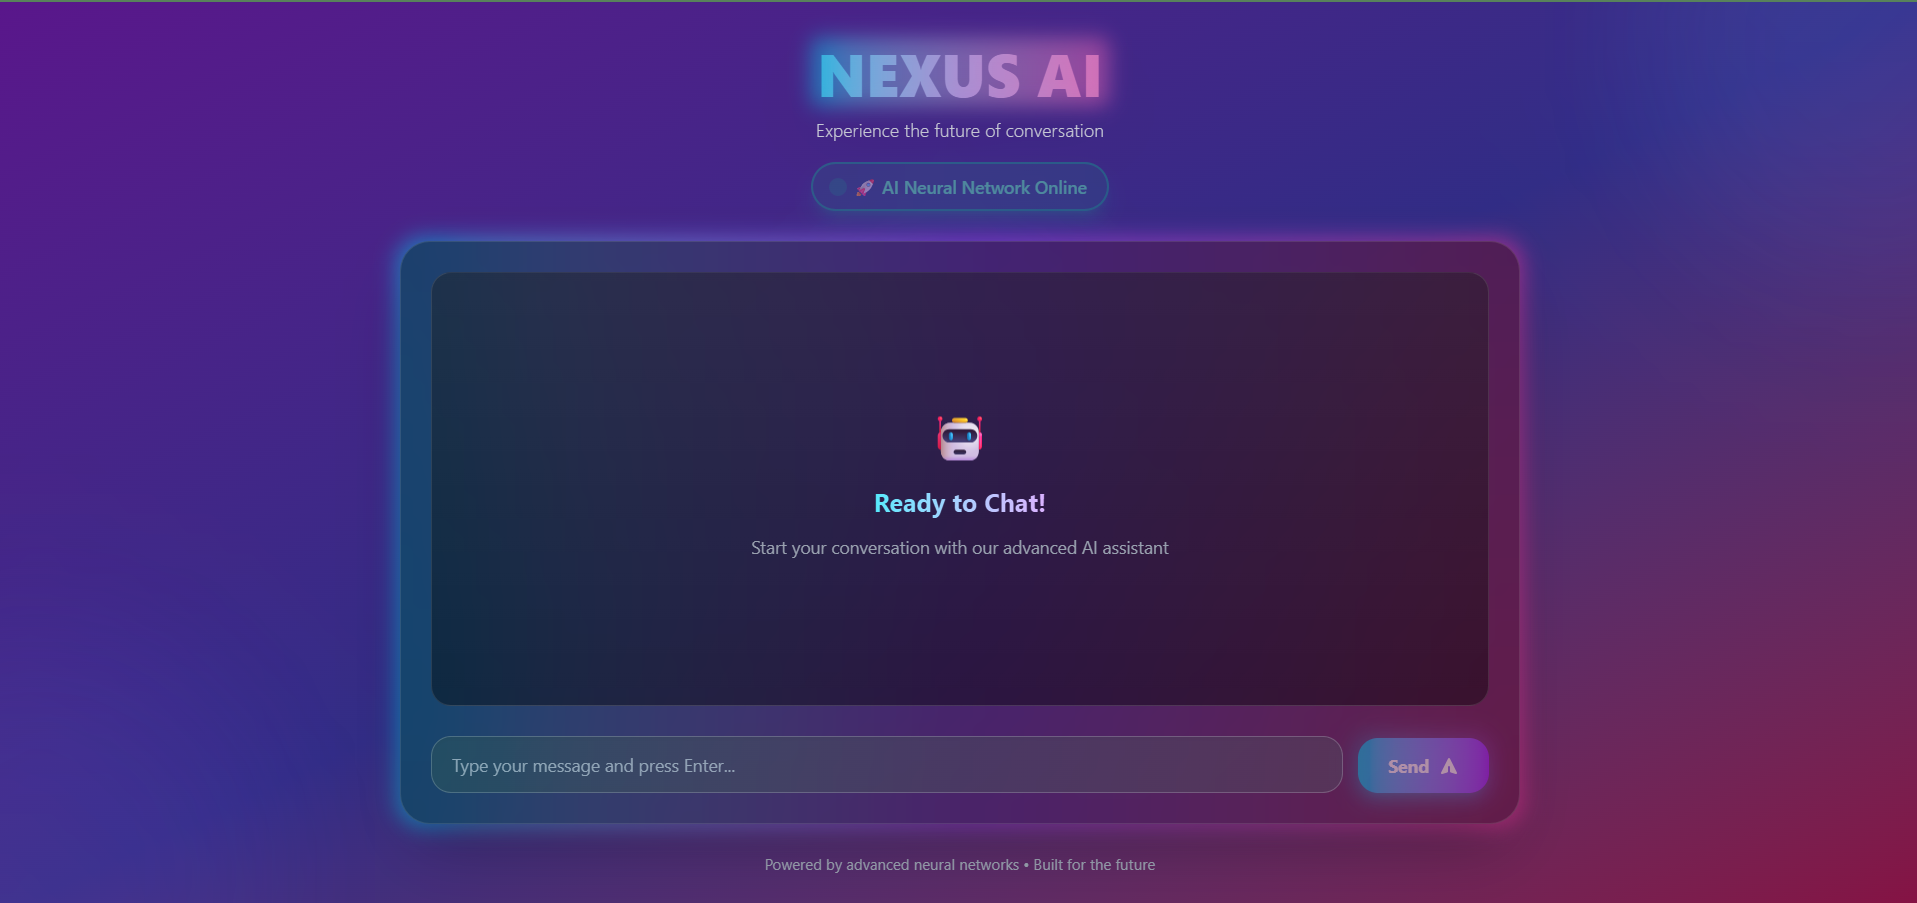 NEXUS AI
Experience the future of conversation
🚀 AI Neural Network Online
Ready to Chat!
Start your conversation with our advanced AI assistant
Type your message and press Enter...
Send
Powered by advanced neural networks • Built for the future